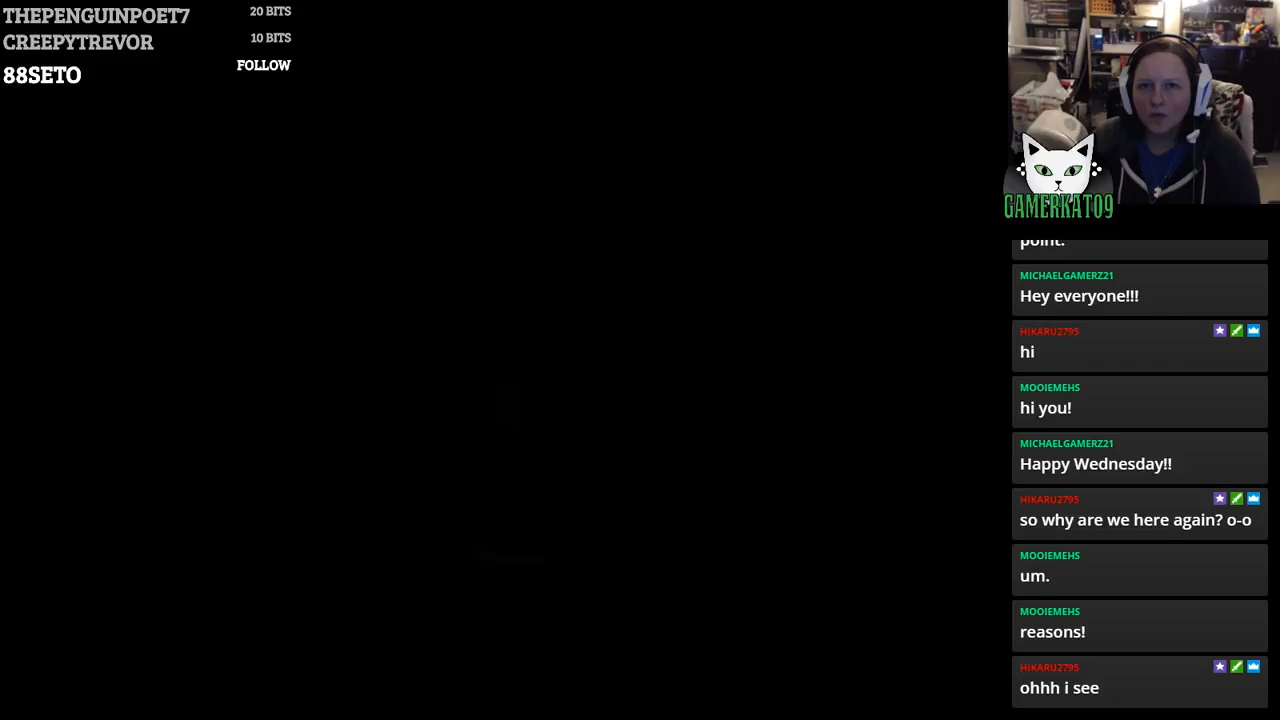 THEPENGUINPOET7 20 BITS
CREEPYTREVOR 10 BITS
88SETO FOLLOW
GAMERKAT09
point.
MICHAELGAMERZ21
Hey everyone!!!
HIKARU2795
hi
MOOIEMEHS
hi you!
MICHAELGAMERZ21
Happy Wednesday!!
HIKARU2795
so why are we here again? o-o
MOOIEMEHS
um.
MOOIEMEHS
reasons!
HIKARU2795
ohhh i see